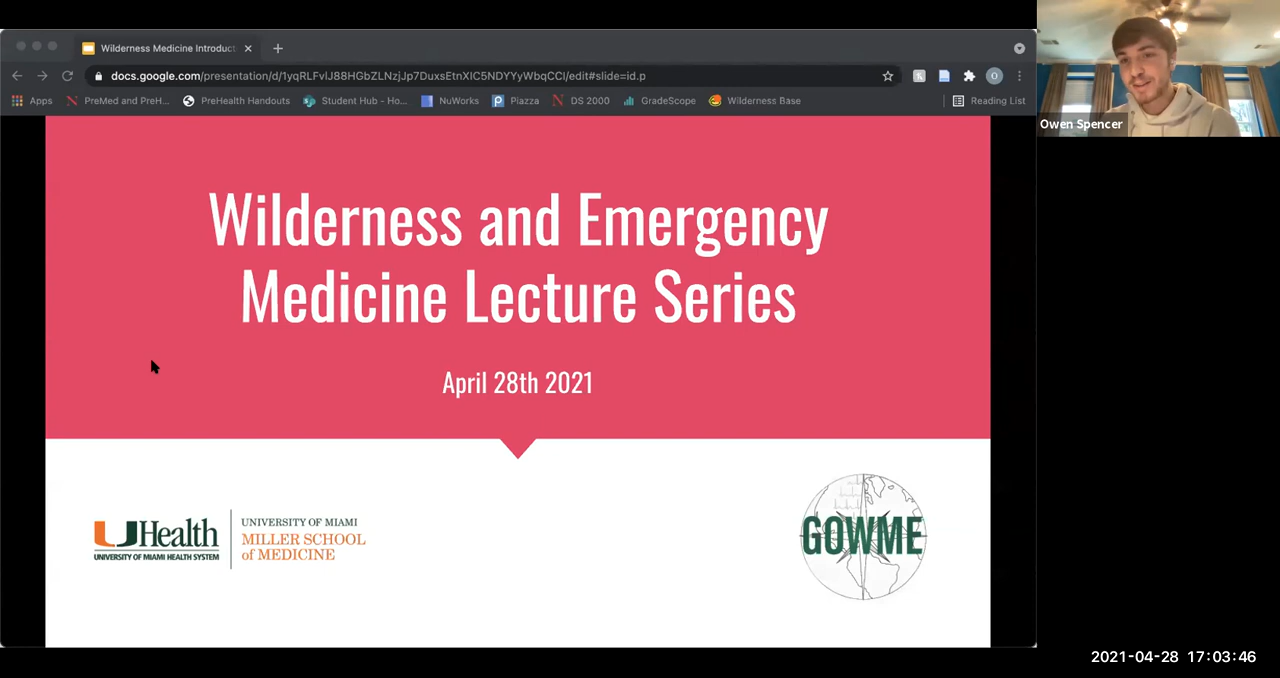 Wilderness Medicine Introduct
docs.google.com/presentation/d/1yqRLFvlJ88HGbZLNzjJp7DuxsEtnXIC5NDYYyWbqCCI/edit#slide=id.p
Apps
PreMed and PreH...
PreHealth Handouts
Student Hub - Ho...
NuWorks
Piazza
DS 2000
GradeScope
Wilderness Base
Reading List
Owen Spencer
Wilderness and Emergency
Medicine Lecture Series
April 28th 2021
UHealth
UNIVERSITY OF MIAMI HEALTH SYSTEM
UNIVERSITY OF MIAMI
MILLER SCHOOL
of MEDICINE
GOWME
2021-04-28 17:03:46